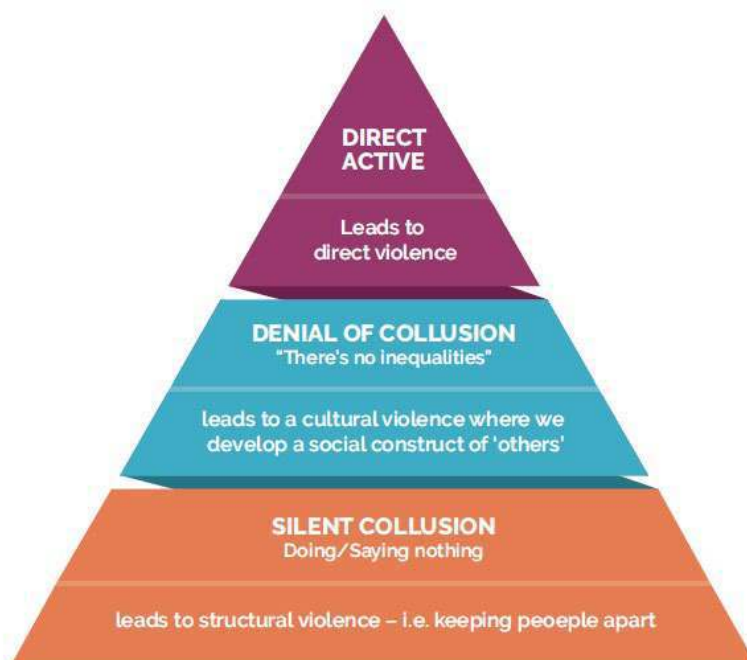 DIRECT
ACTIVE
Leads to
direct violence
DENIAL OF COLLUSION
"There's no inequalities"
leads to a cultural violence where we
develop a social construct of 'others'
SILENT COLLUSION
Doing/Saying nothing
leads to structural violence – i.e. keeping peoeple apart